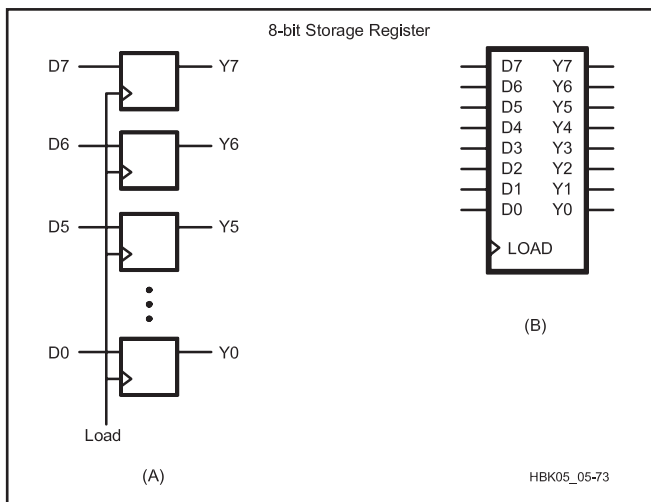 8-bit Storage Register
D7 Y7
D6 Y6
D5 Y5
D0 Y0
Load
(A)
D7 Y7
D6 Y6
D5 Y5
D4 Y4
D3 Y3
D2 Y2
D1 Y1
D0 Y0
LOAD
(B)
HBK05_05-73